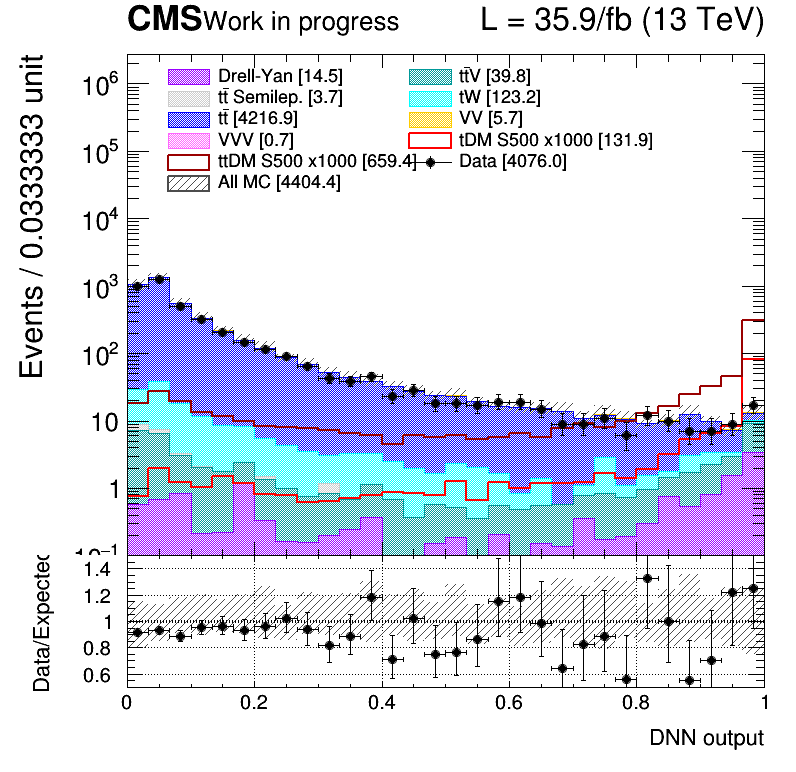 CMS Work in progress L = 35.9/fb (13 TeV)
Events / 0.0333333 unit
10⁶
10⁵
10⁴
10³
10²
10
1
10⁻¹
Drell-Yan [14.5] tt̄V [39.8]
tt̄ Semilep. [3.7] tW [123.2]
tt̄ [4216.9] VV [5.7]
VVV [0.7] tDM S500 x1000 [131.9]
ttDM S500 x1000 [659.4] Data [4076.0]
All MC [4404.4]
Data/Expected
1.4
1.2
1
0.8
0.6
0 0.2 0.4 0.6 0.8 1
DNN output